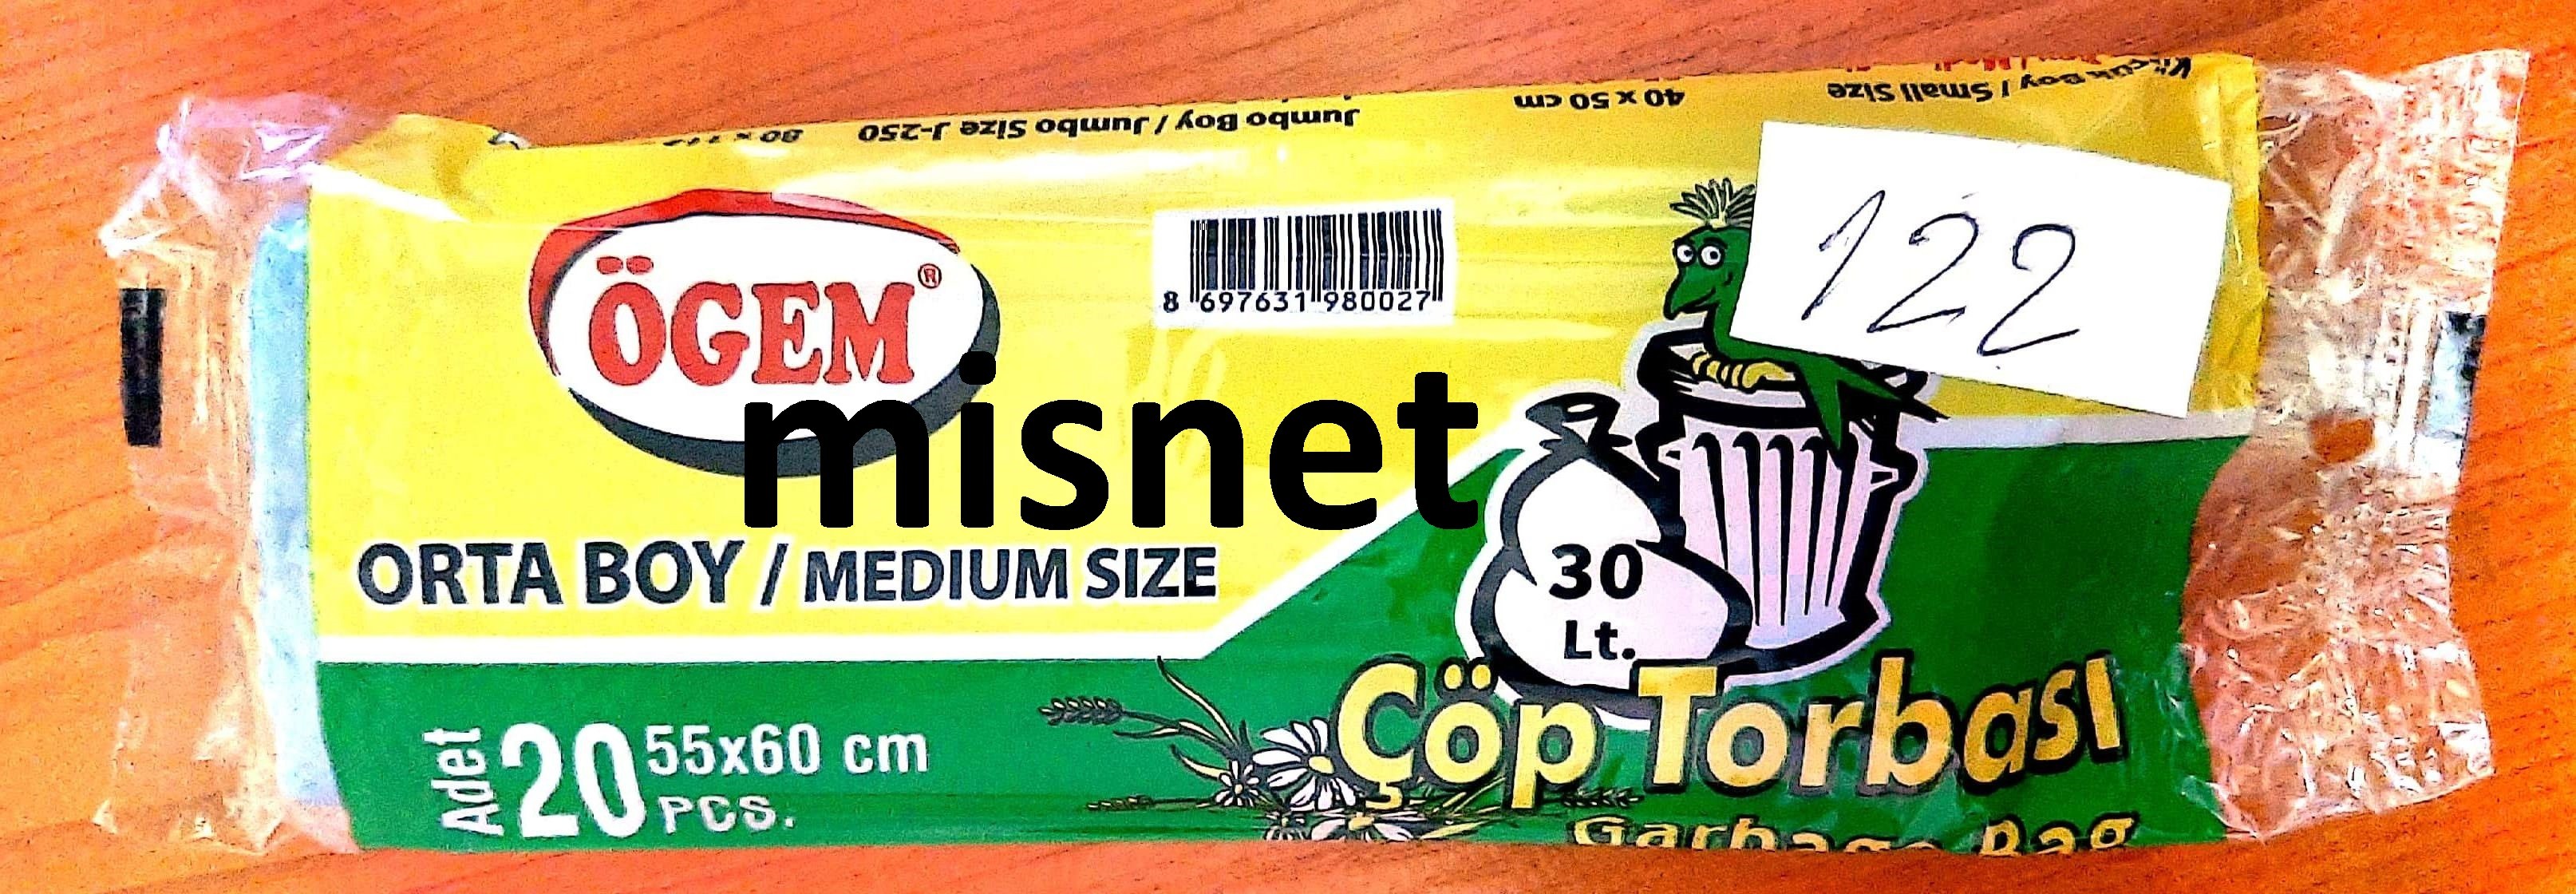 Küçük Boy / Small Size
40 x 50 cm
Jumbo Boy / Jumbo Size J-250
ÖGEM®
8 697631 980027
122
misnet
ORTA BOY / MEDIUM SIZE
30
Lt.
Adet 20 55x60 cm
PCS.
Çöp Torbası
Garbage Bag